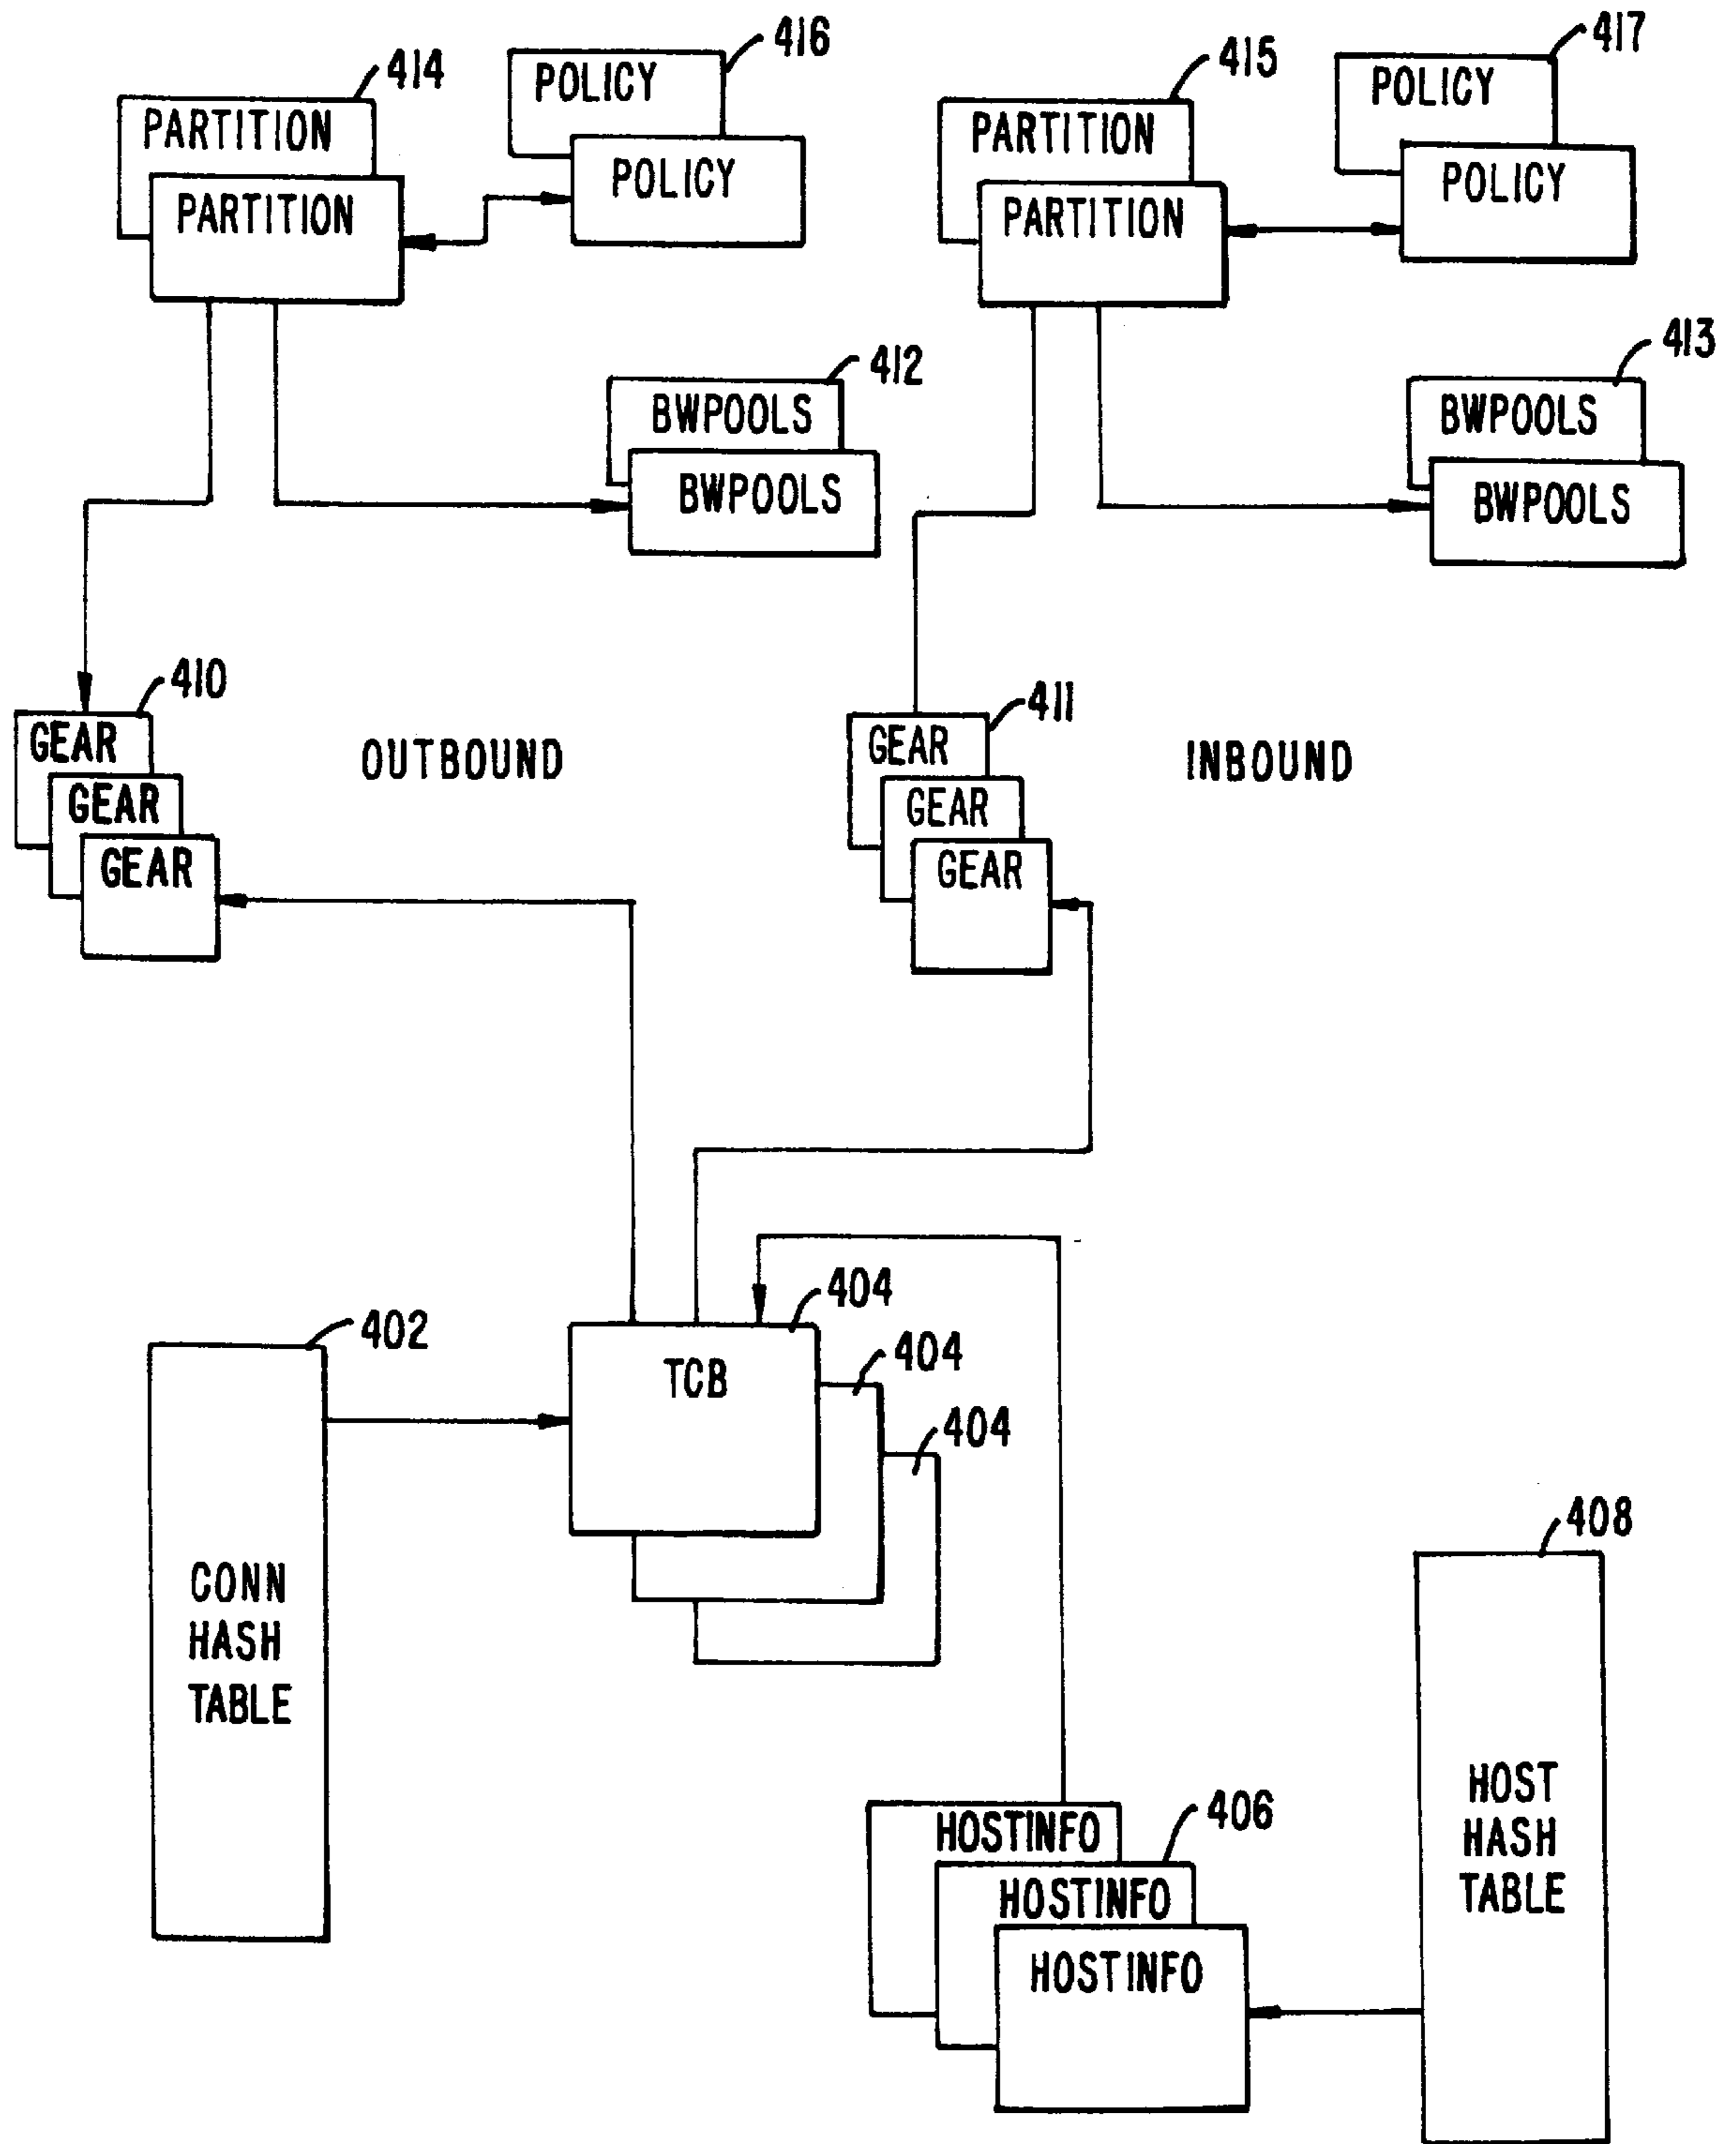 416
417
414
415
POLICY
POLICY
PARTITION
PARTITION
POLICY
POLICY
PARTITION
PARTITION
412
413
BWPOOLS
BWPOOLS
BWPOOLS
BWPOOLS
410
411
GEAR
GEAR
OUTBOUND
INBOUND
GEAR
GEAR
GEAR
GEAR
404
402
404
TCB
404
408
CONN
HASH
TABLE
406
HOSTINFO
HOSTINFO
HOSTINFO
HOST
HASH
TABLE